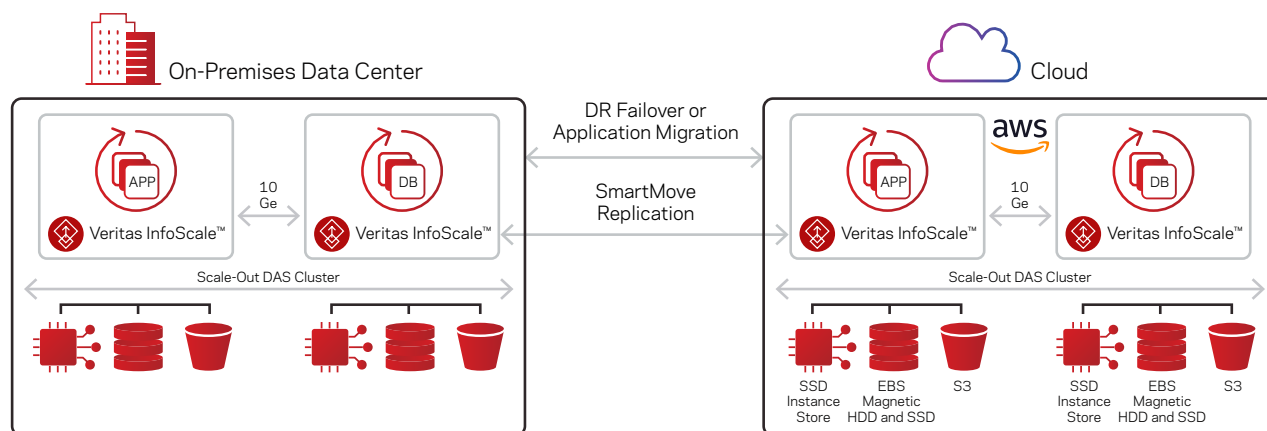 On-Premises Data Center
Cloud
DR Failover or
Application Migration
SmartMove
Replication
APP
Veritas InfoScale™
10
Ge
DB
Veritas InfoScale™
Scale-Out DAS Cluster
aws
APP
Veritas InfoScale™
10
Ge
DB
Veritas InfoScale™
Scale-Out DAS Cluster
SSD
Instance
Store
EBS
Magnetic
HDD and SSD
S3
SSD
Instance
Store
EBS
Magnetic
HDD and SSD
S3